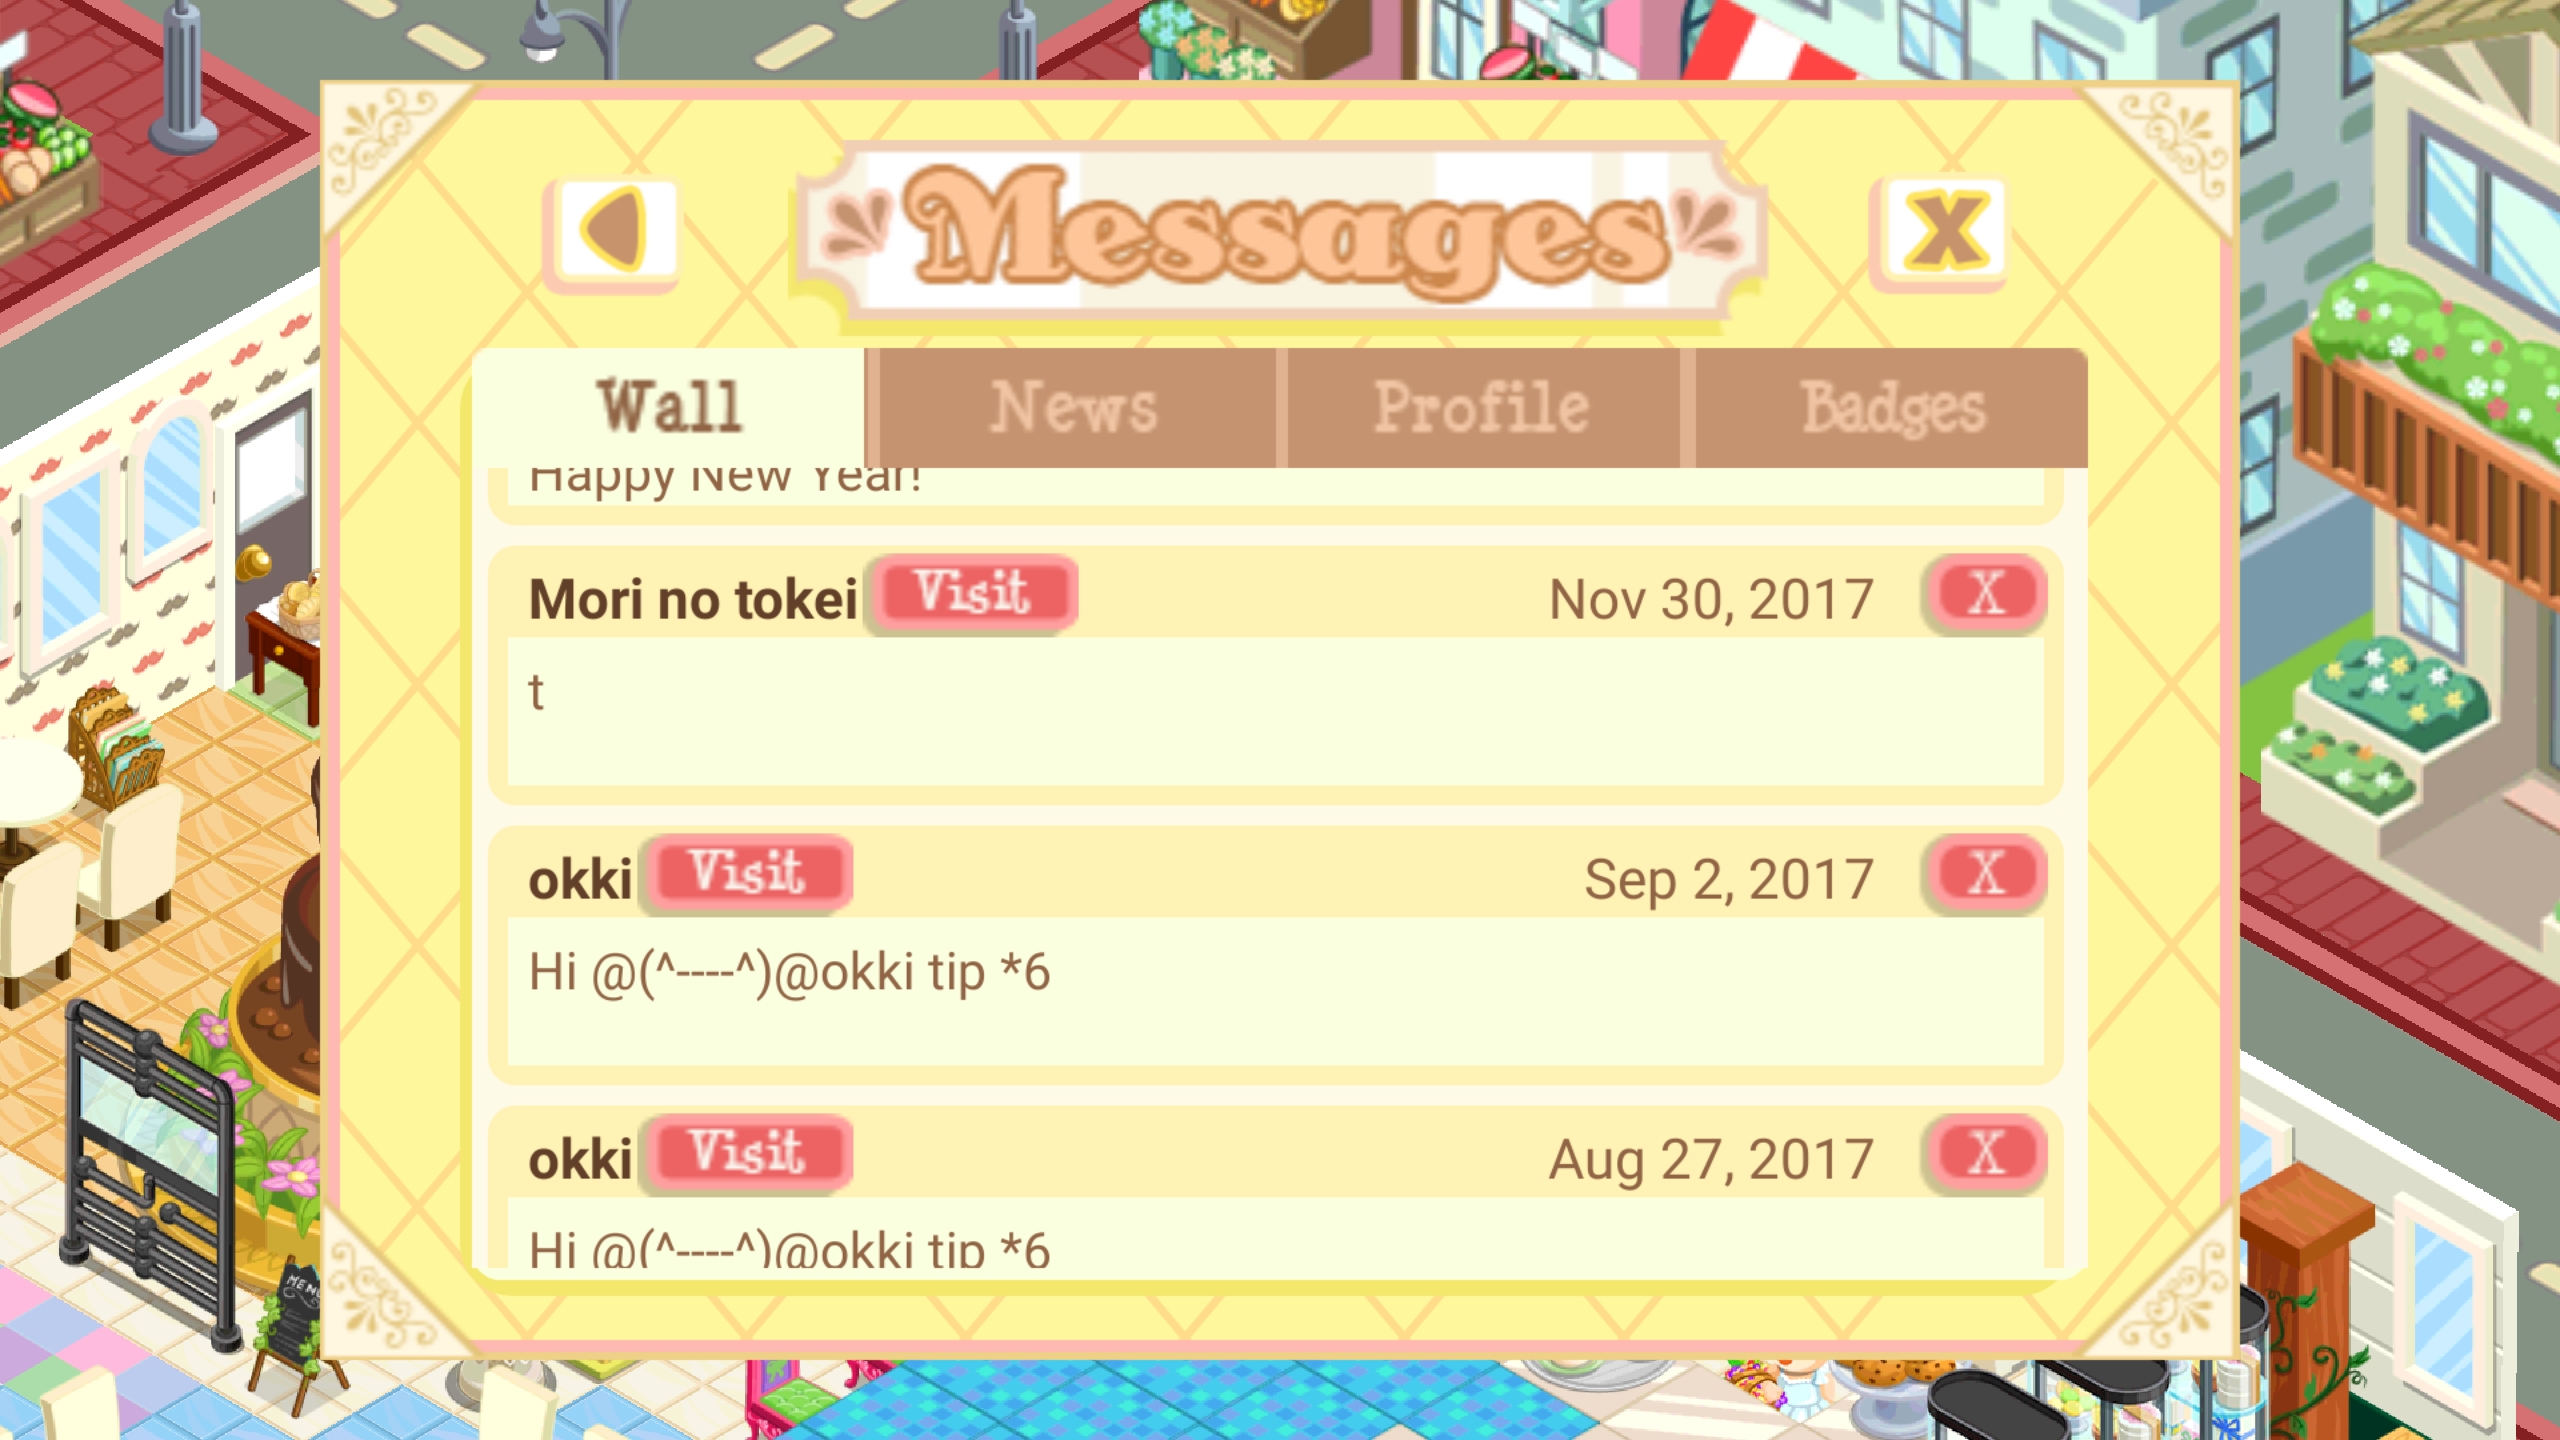 Messages
Wall
News
Profile
Badges
Happy New Year!
Mori no tokei Visit Nov 30, 2017 X
t
okki Visit Sep 2, 2017 X
Hi @(^----^)@okki tip *6
okki Visit Aug 27, 2017 X
Hi @(^----^)@okki tip *6
MENU